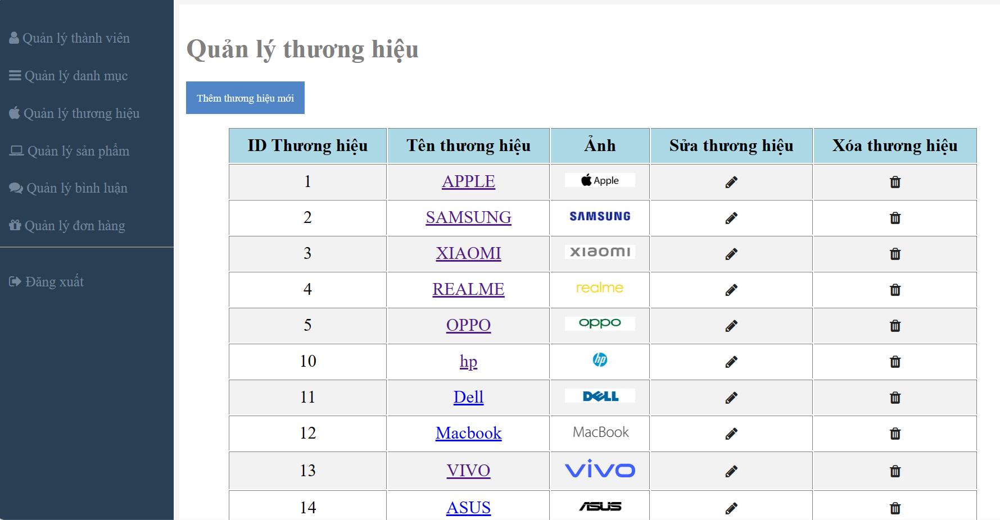 Quản lý thành viên
Quản lý danh mục
Quản lý thương hiệu
Quản lý sản phẩm
Quản lý bình luận
Quản lý đơn hàng
Đăng xuất
Quản lý thương hiệu
Thêm thương hiệu mới
ID Thương hiệu Tên thương hiệu Ảnh Sửa thương hiệu Xóa thương hiệu
1 APPLE Apple
2 SAMSUNG SAMSUNG
3 XIAOMI xiaomi
4 REALME realme
5 OPPO oppo
10 hp hp
11 Dell DELL
12 Macbook MacBook
13 VIVO vivo
14 ASUS ASUS